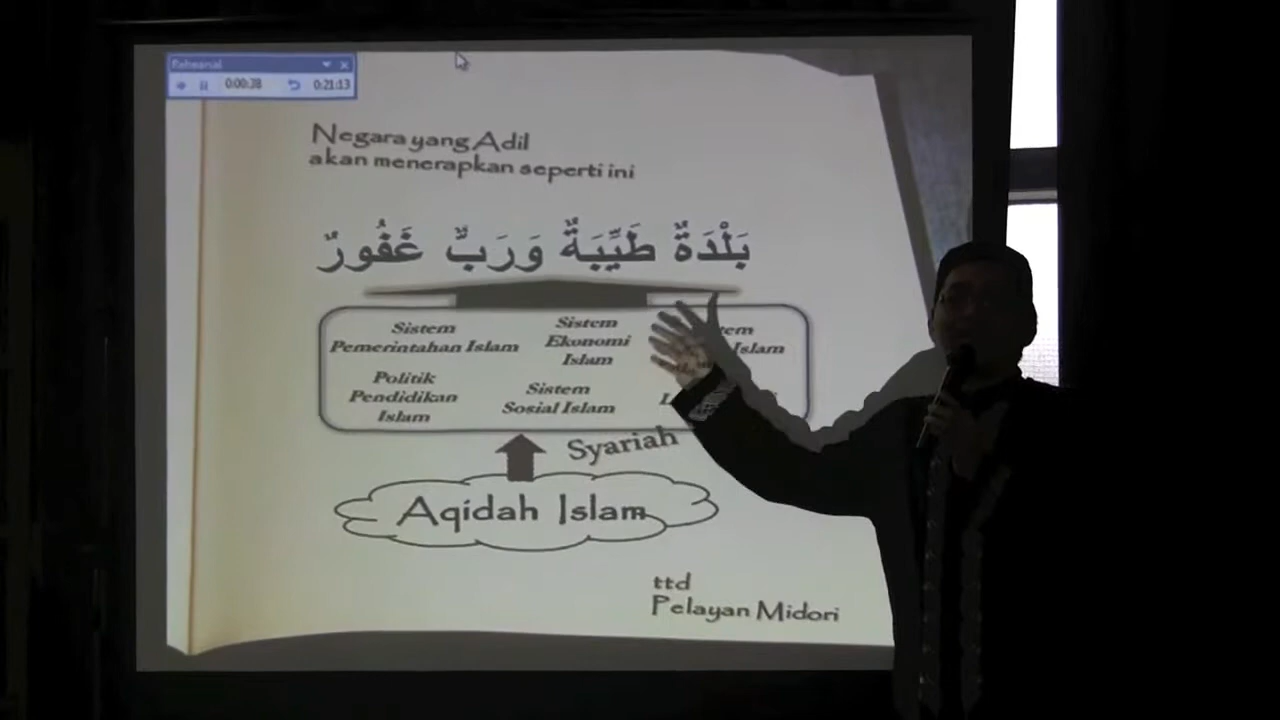 Rehearsal
0:00:38 0:21:13
Negara yang Adil
akan menerapkan seperti ini
بَلْدَةٌ طَيِّبَةٌ وَرَبٌّ غَفُورٌ
Sistem
Pemerintahan Islam
Sistem
Ekonomi
Islam
Islam
Politik
Pendidikan
Islam
Sistem
Sosial Islam
Syariah
Aqidah Islam
ttd
Pelayan Midori